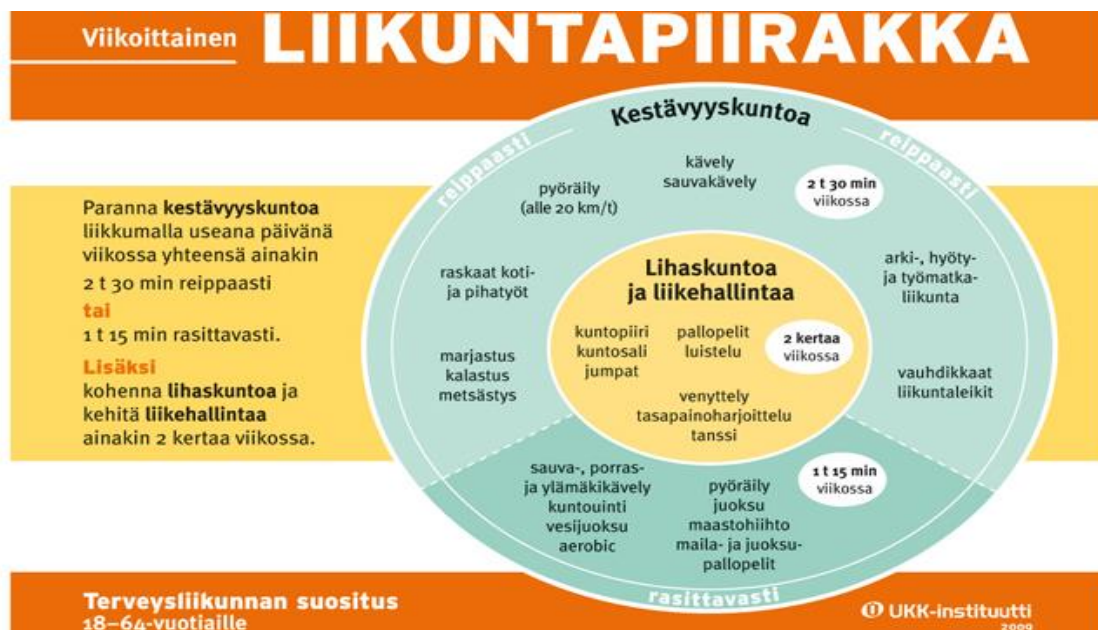 Viikoittainen LIIKUNTAPIIRAKKA
Paranna kestävyyskuntoa
liikkumalla useana päivänä
viikossa yhteensä ainakin
2 t 30 min reippaasti
tai
1 t 15 min rasittavasti.
Lisäksi
kohenna lihaskuntoa ja
kehitä liikehallintaa
ainakin 2 kertaa viikossa.
Kestävyyskuntoa
reippaasti
reippaasti
kävely
sauvakävely
2 t 30 min
viikossa
pyöräily
(alle 20 km/t)
raskaat koti-
ja pihatyöt
marjastus
kalastus
metsästys
arki-, hyöty-
ja työmatka-
liikunta
vauhdikkaat
liikuntaleikit
Lihaskuntoa
ja liikehallintaa
kuntopiiri
kuntosali
jumpat
pallopelit
luistelu
2 kertaa
viikossa
venyttely
tasapainoharjoittelu
tanssi
sauva-, porras-
ja ylämäkikävely
kuntouinti
vesijuoksu
aerobic
pyöräily
juoksu
maastohiihto
maila- ja juoksu-
pallopelit
1 t 15 min
viikossa
rasittavasti
Terveysliikunnan suositus
18–64-vuotiaille
UKK-instituutti
2009